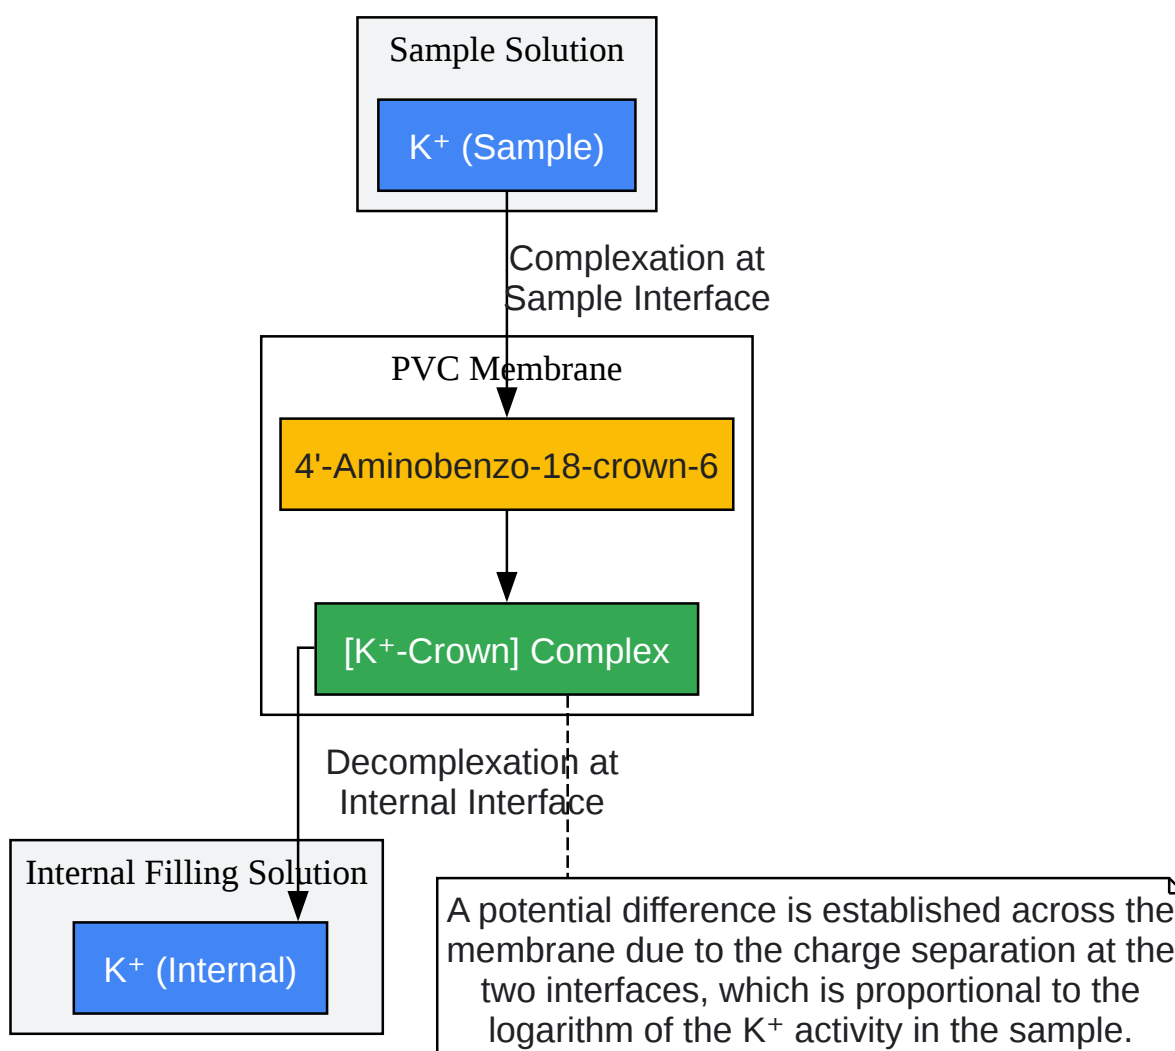 Sample Solution
K⁺ (Sample)
Complexation at
Sample Interface
PVC Membrane
4'-Aminobenzo-18-crown-6
[K⁺-Crown] Complex
Decomplexation at
Internal Interface
Internal Filling Solution
K⁺ (Internal)
A potential difference is established across the
membrane due to the charge separation at the
two interfaces, which is proportional to the
logarithm of the K⁺ activity in the sample.